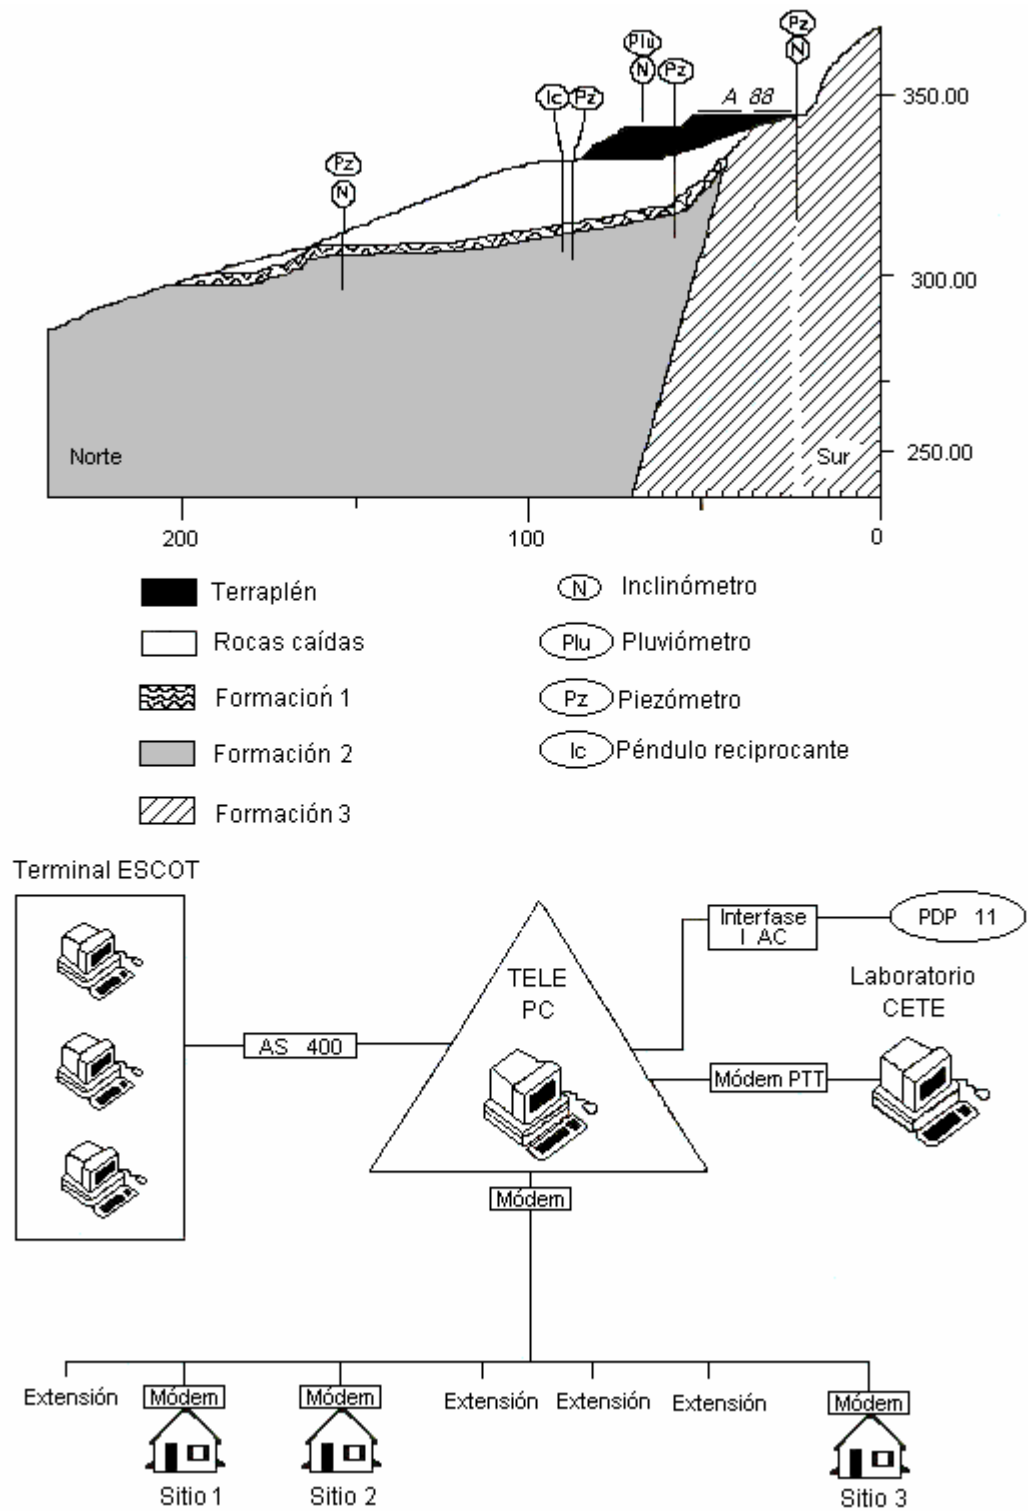 Plu
Pz
N
N
Pz
A 88
Ic
Pz
Pz
N
350.00
300.00
250.00
Norte
Sur
200
100
0
Terraplén
N
Inclinómetro
Rocas caídas
Plu
Pluviómetro
Formación 1
Pz
Piezómetro
Formación 2
Ic
Péndulo reciprocante
Formación 3
Terminal ESCOT
TELE
PC
Interfase
I AC
PDP 11
Laboratorio
CETE
AS 400
Módem PTT
Módem
Extensión
Módem
Módem
Extensión
Extensión
Extensión
Módem
Sitio 1
Sitio 2
Sitio 3